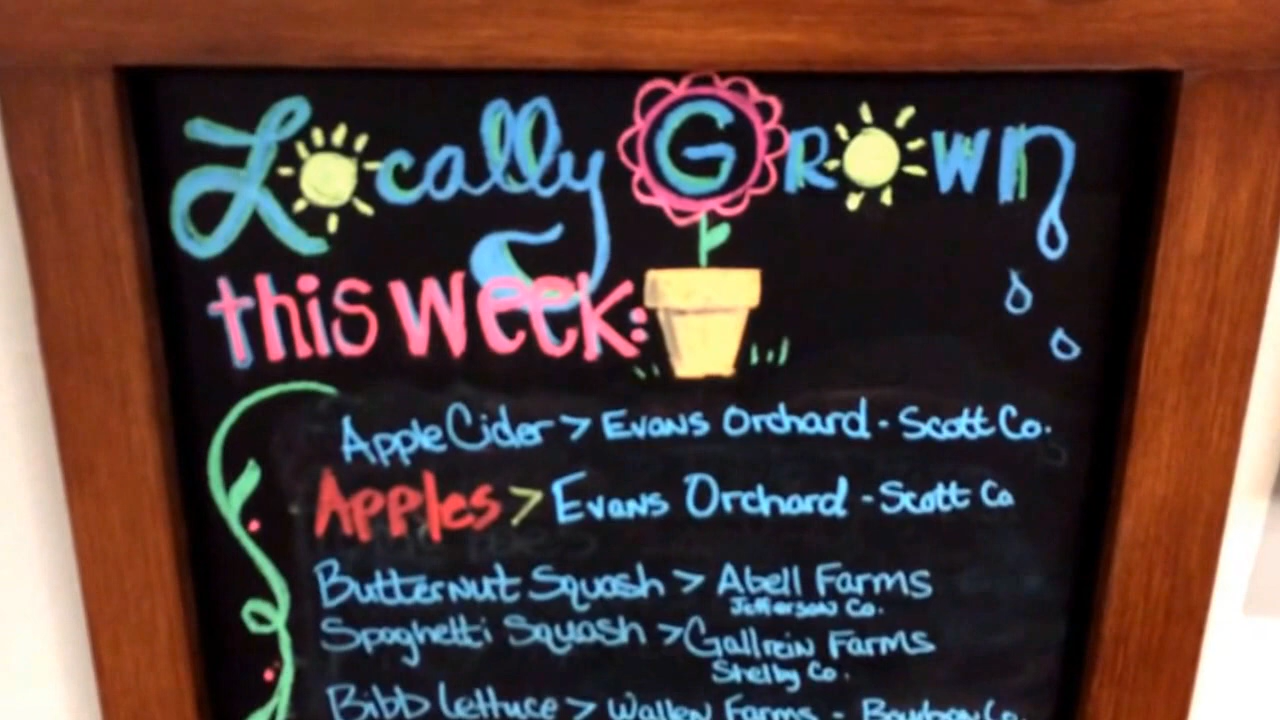 Locally Grown
this week:
Apple Cider > Evans Orchard - Scott Co.
Apples > Evans Orchard - Scott Co
Butternut Squash > Abell Farms
Jefferson Co.
Spaghetti Squash > Gallrein Farms
Shelby Co.
Bibb Lettuce > Wallen Farms - Bourbon Co.